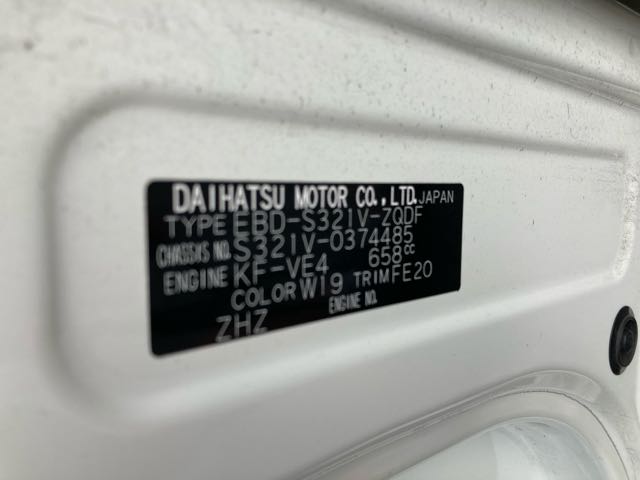 DAIHATSU MOTOR CO.,LTD. JAPAN
TYPE EBD-S321V-ZQDF
CHASSIS NO. S321V-0374485
ENGINE KF-VE4 658cc
COLOR W19 TRIM FE20
ENGINE NO.
ZHZ